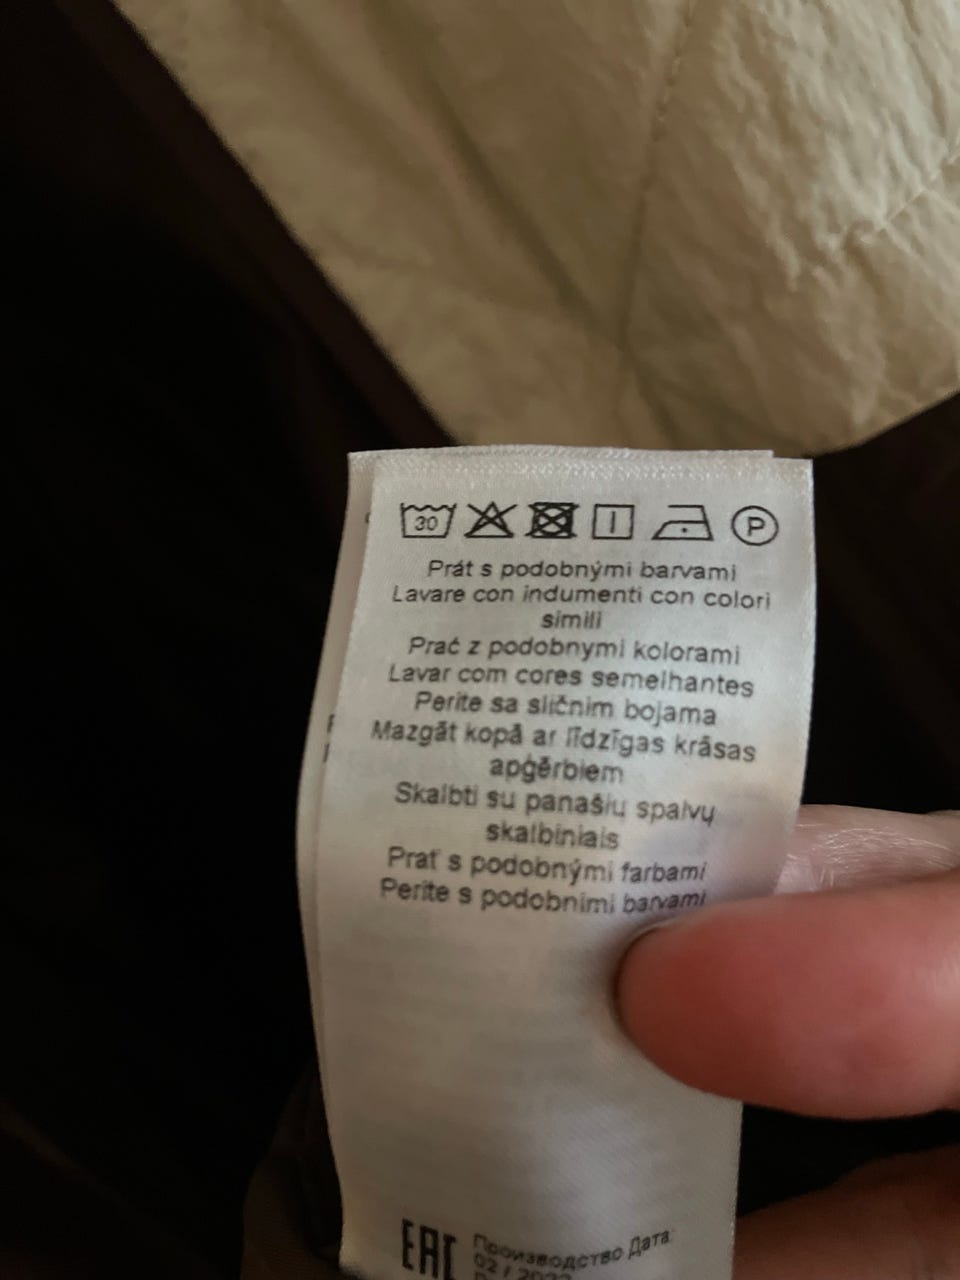 30 P
Prát s podobnými barvami
Lavare con indumenti con colori
simili
Prać z podobnymi kolorami
Lavar com cores semelhantes
Perite sa sličnim bojama
Mazgāt kopā ar līdzīgas krāsas
apģērbiem
Skalbti su panašių spalvų
skalbiniais
Prať s podobnými farbami
Perite s podobnimi barvami
EAC Производство Дата:
02 /